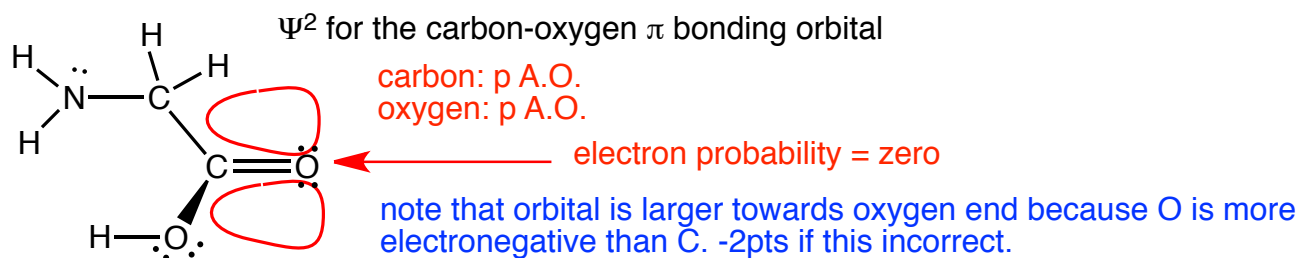 Ψ² for the carbon-oxygen π bonding orbital
H
H
H
N
C
carbon: p A.O.
oxygen: p A.O.
H
C
O
electron probability = zero
H
O
note that orbital is larger towards oxygen end because O is more
electronegative than C. -2pts if this incorrect.